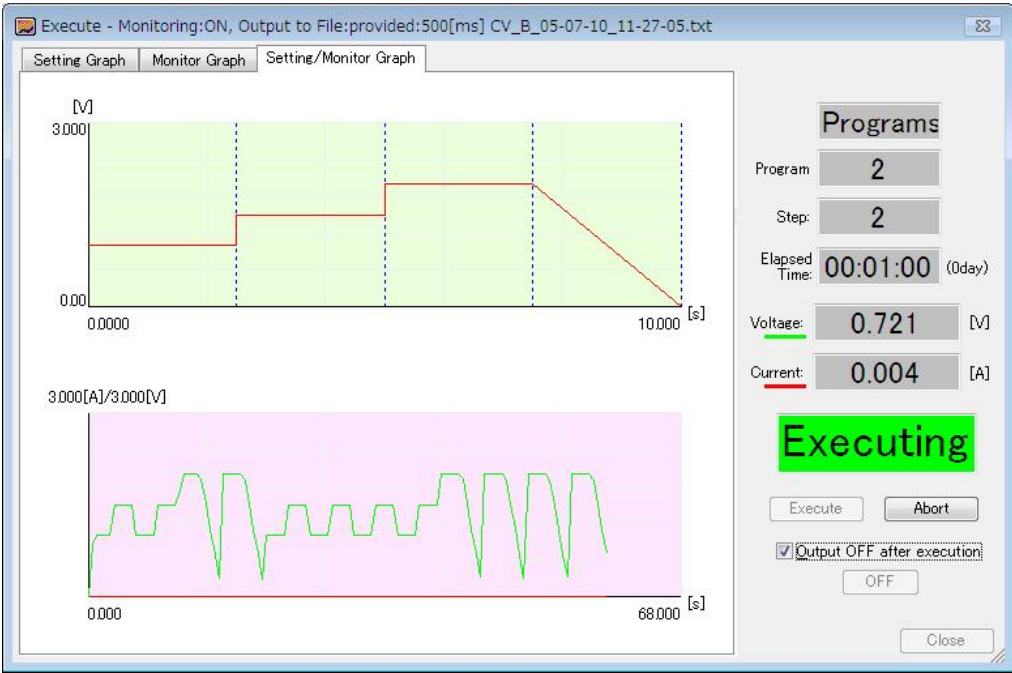 Execute - Monitoring:ON, Output to File:provided:500[ms] CV_B_05-07-10_11-27-05.txt
Setting Graph Monitor Graph Setting/Monitor Graph
[V]
3.000
0.00
0.0000 10.000 [s]
3.000[A]/3.000[V]
0.000 68.000 [s]
Programs
Program 2
Step: 2
Elapsed Time: 00:01:00 (0day)
Voltage: 0.721 [V]
Current: 0.004 [A]
Executing
Execute Abort
Output OFF after execution
OFF
Close